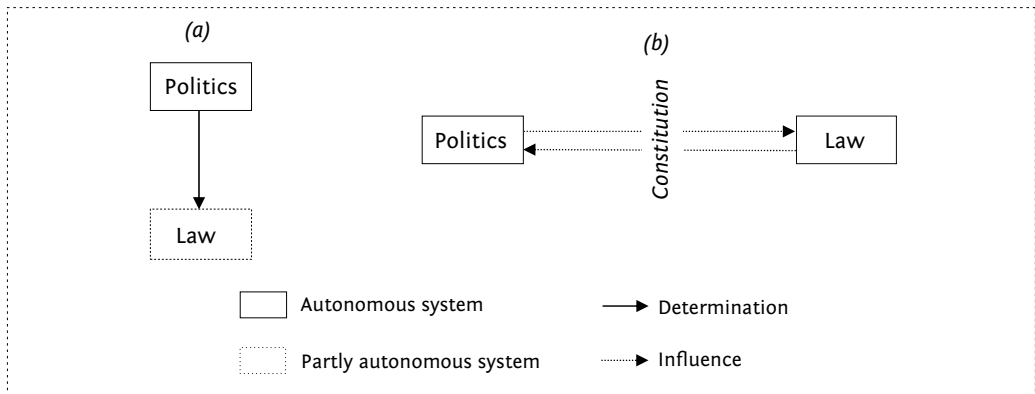 (a)
Politics
Law
(b)
Politics
Constitution
Law
Autonomous system
Determination
Partly autonomous system
Influence